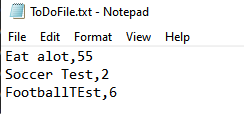 ToDoFile.txt - Notepad
File Edit Format View Help
Eat alot,55
Soccer Test,2
FootballTEst,6